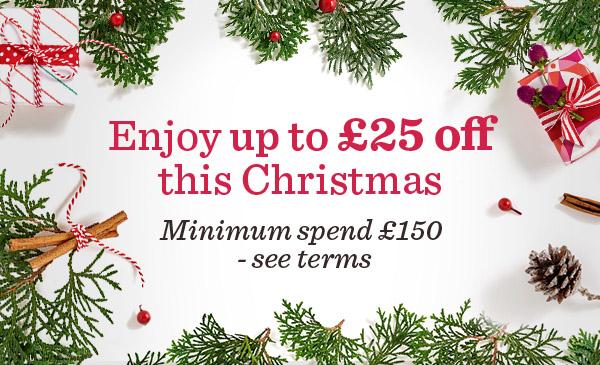 Enjoy up to £25 off
this Christmas
Minimum spend £150
- see terms